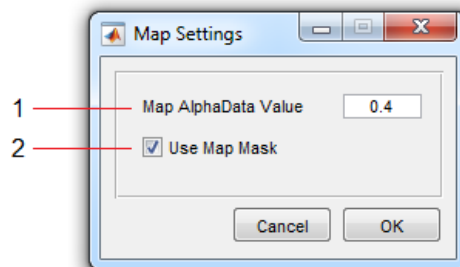 Map Settings
1 Map AlphaData Value 0.4
2 Use Map Mask
Cancel OK